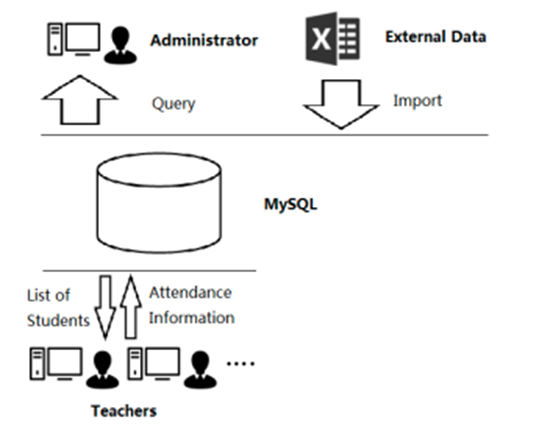 Administrator
X
External Data
Query
Import
MySQL
List of
Students
Attendance
Information
....
Teachers